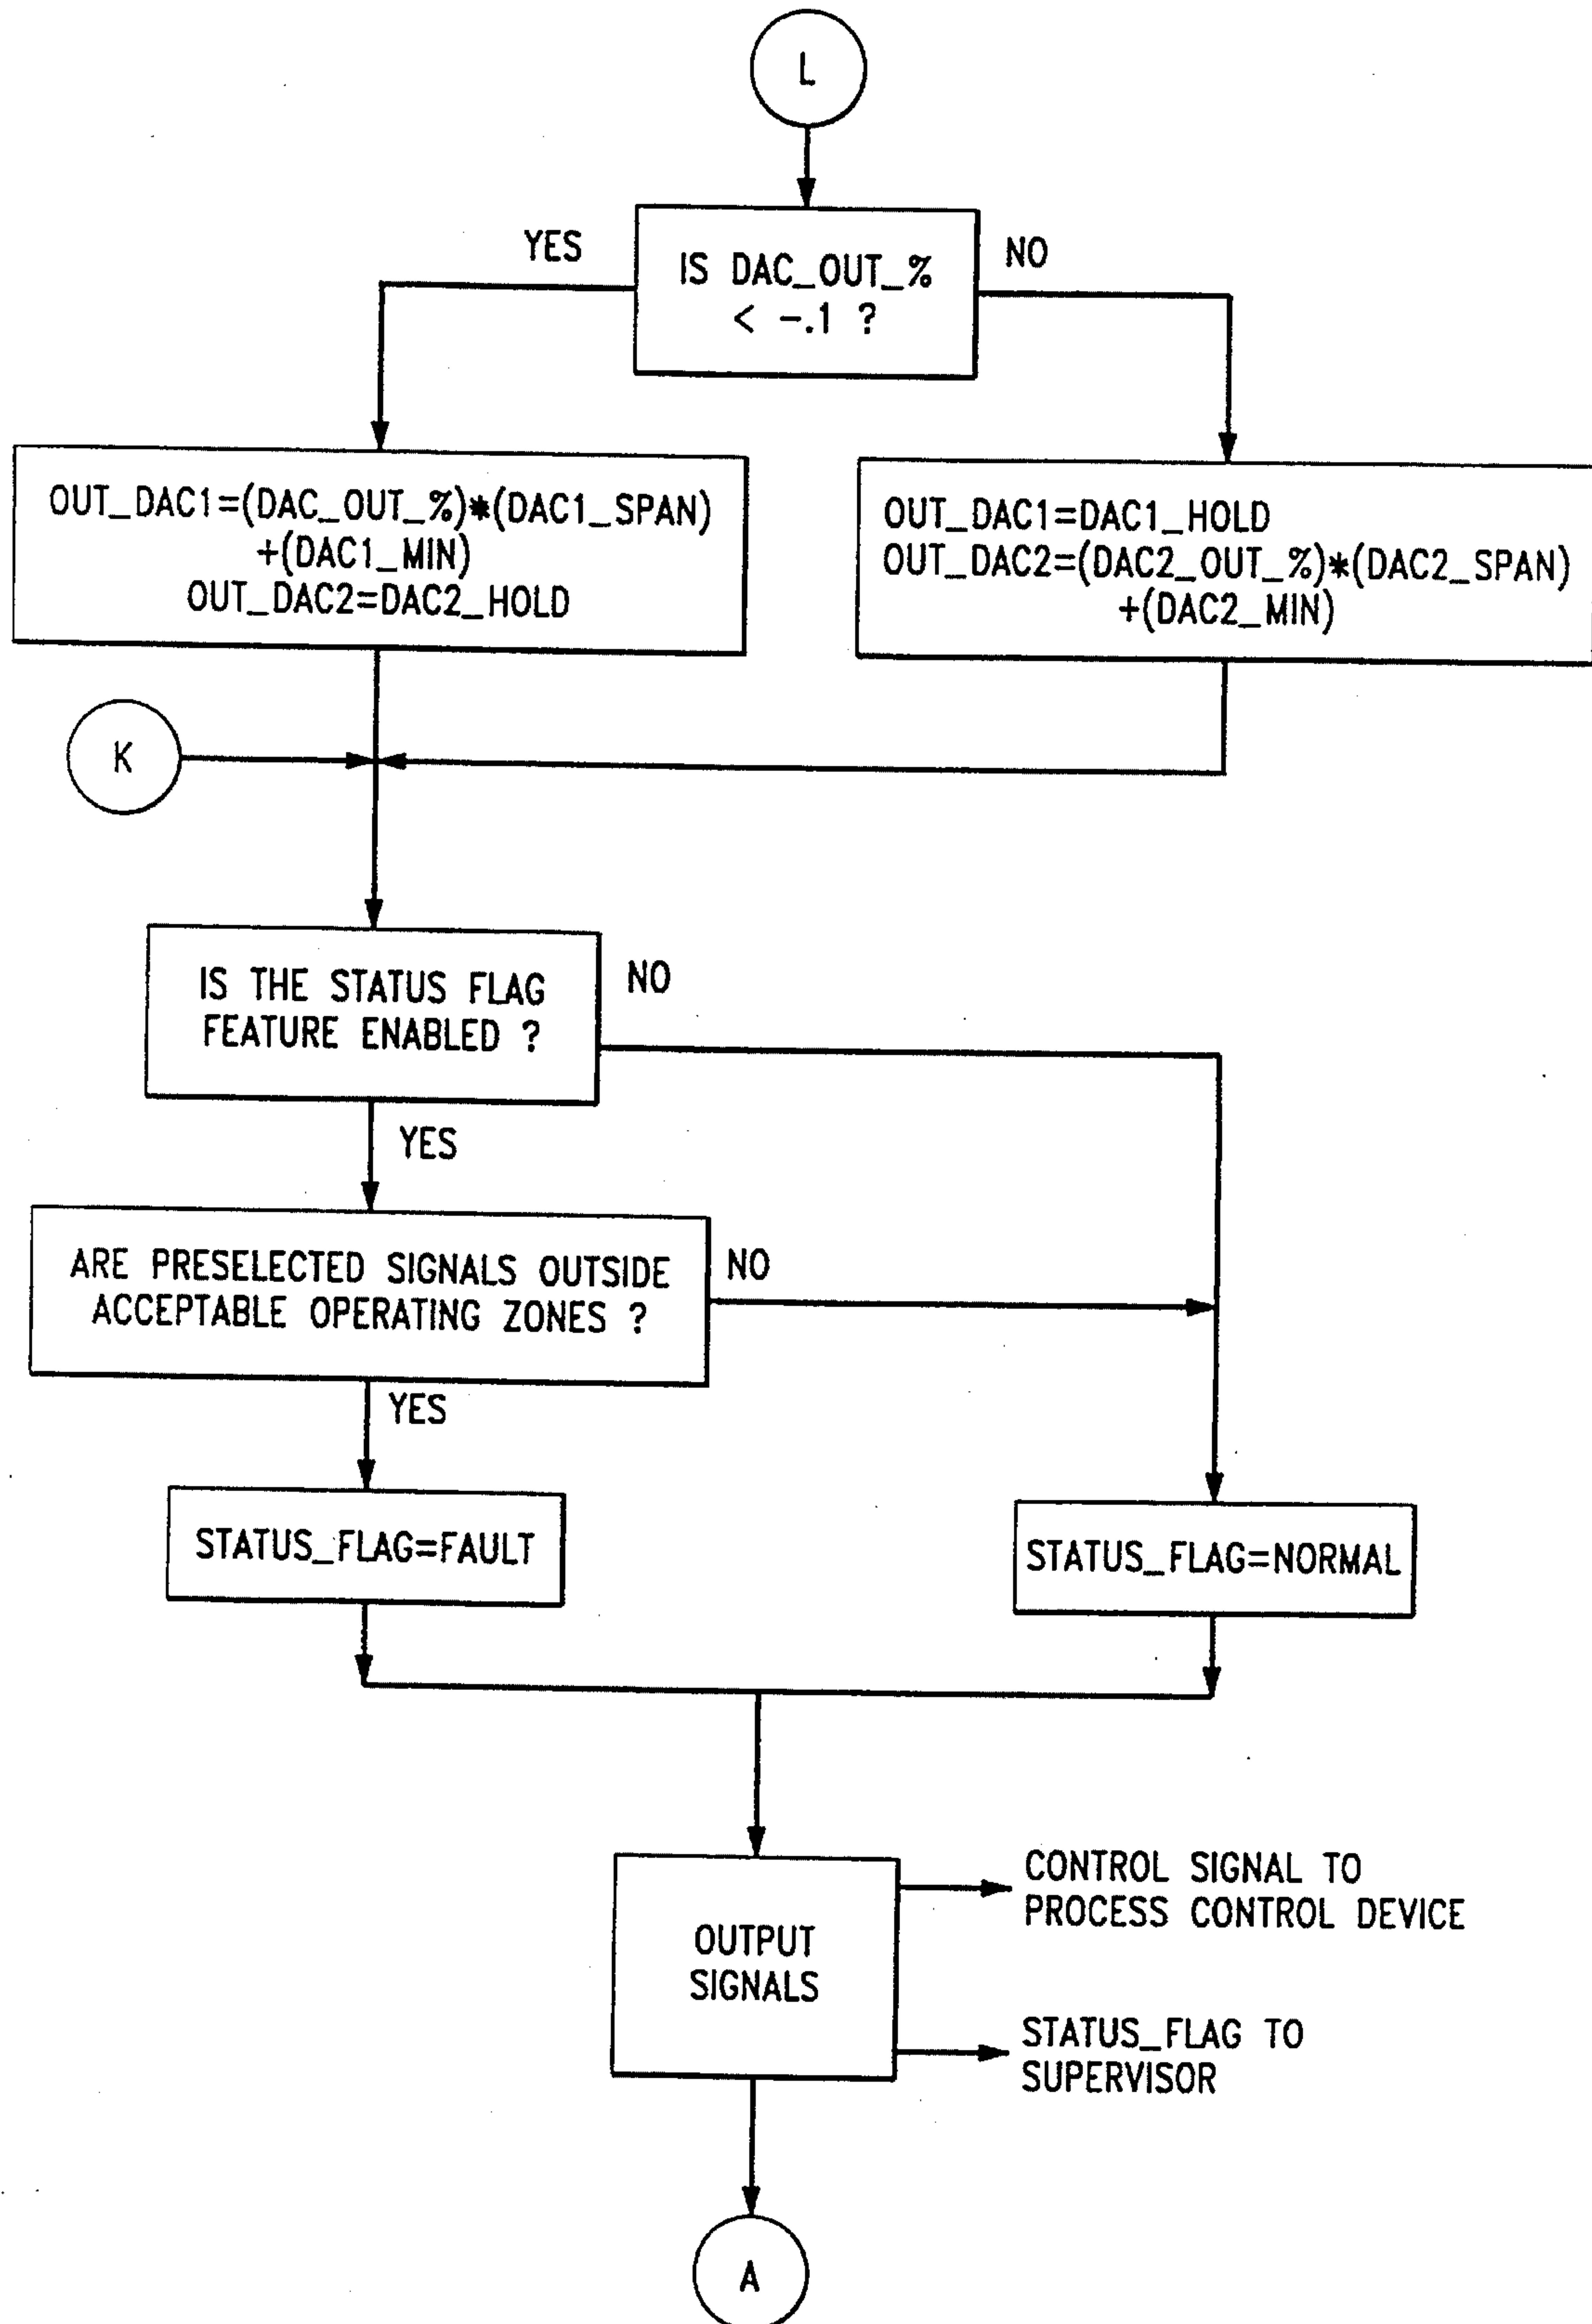 L
YES
IS DAC_OUT_%
< -.1 ?
NO
OUT_DAC1=(DAC_OUT_%)*(DAC1_SPAN)
+(DAC1_MIN)
OUT_DAC2=DAC2_HOLD
OUT_DAC1=DAC1_HOLD
OUT_DAC2=(DAC2_OUT_%)*(DAC2_SPAN)
+(DAC2_MIN)
K
IS THE STATUS FLAG
FEATURE ENABLED ?
NO
YES
ARE PRESELECTED SIGNALS OUTSIDE
ACCEPTABLE OPERATING ZONES ?
NO
YES
STATUS_FLAG=FAULT
STATUS_FLAG=NORMAL
OUTPUT
SIGNALS
CONTROL SIGNAL TO
PROCESS CONTROL DEVICE
STATUS_FLAG TO
SUPERVISOR
A